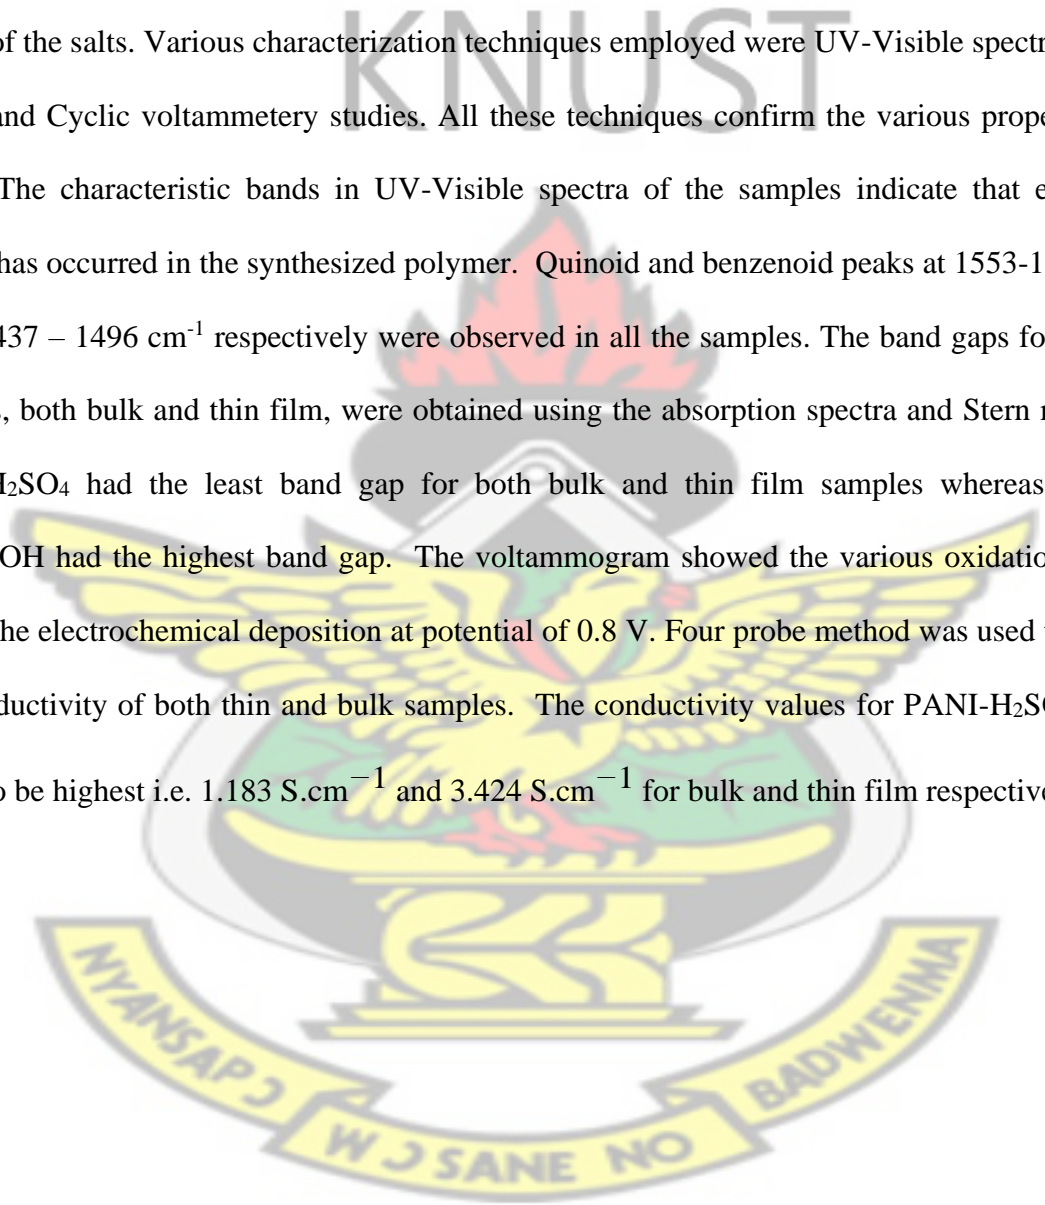 KNUST
of the salts. Various characterization techniques employed were UV-Visible spectr
and Cyclic voltammetery studies. All these techniques confirm the various prope
The characteristic bands in UV-Visible spectra of the samples indicate that e
has occurred in the synthesized polymer. Quinoid and benzenoid peaks at 1553-1
437 – 1496 cm⁻¹ respectively were observed in all the samples. The band gaps fo
, both bulk and thin film, were obtained using the absorption spectra and Stern
H₂SO₄ had the least band gap for both bulk and thin film samples whereas
OH had the highest band gap. The voltammogram showed the various oxidatio
he electrochemical deposition at potential of 0.8 V. Four probe method was used
ductivity of both thin and bulk samples. The conductivity values for PANI-H₂S
o be highest i.e. 1.183 S.cm⁻¹ and 3.424 S.cm⁻¹ for bulk and thin film respective
NYANSAPƆ
WƆSANE NO
BADWENMA